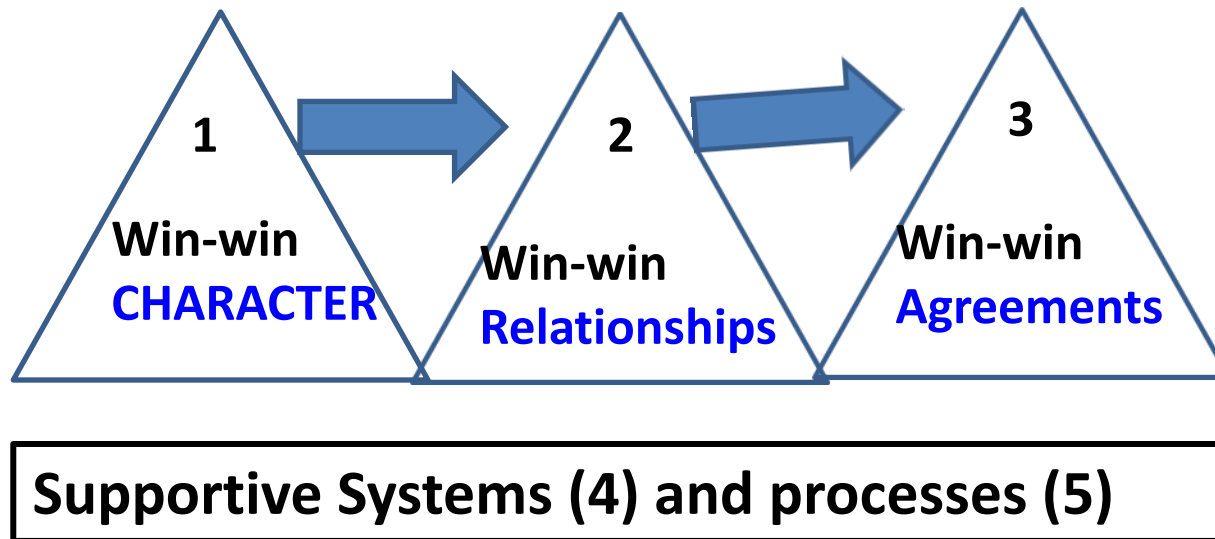 1
Win-win
CHARACTER
2
Win-win
Relationships
3
Win-win
Agreements
Supportive Systems (4) and processes (5)